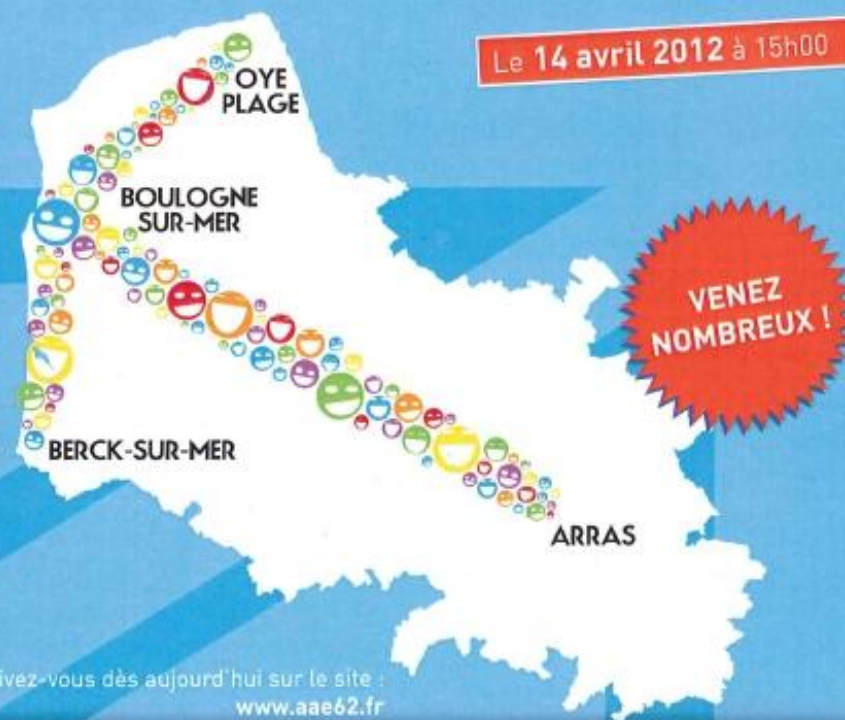 Le 14 avril 2012 à 15h00
OYE
PLAGE
BOULOGNE
SUR-MER
VENEZ
NOMBREUX !
BERCK-SUR-MER
ARRAS
ivez-vous dès aujourd'hui sur le site :
www.aae62.fr